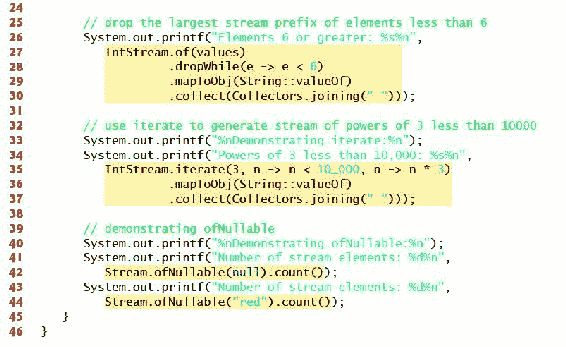 24
25 // drop the largest stream prefix of elements less than 6
26 System.out.printf("Elements 6 or greater: %s%n",
27 IntStream.of(values)
28 .dropWhile(e -> e < 6)
29 .mapToObj(String::valueOf)
30 .collect(Collectors.joining(" ")));
31
32 // use iterate to generate stream of powers of 3 less than 10000
33 System.out.printf("%nDemonstrating iterate:%n");
34 System.out.printf("Powers of 3 less than 10,000: %s%n",
35 IntStream.iterate(3, n -> n < 10_000, n -> n * 3)
36 .mapToObj(String::valueOf)
37 .collect(Collectors.joining(" ")));
38
39 // demonstrating ofNullable
40 System.out.printf("%nDemonstrating ofNullable:%n");
41 System.out.printf("Number of stream elements: %d%n",
42 Stream.ofNullable(null).count());
43 System.out.printf("Number of stream elements: %d%n",
44 Stream.ofNullable("red").count());
45 }
46 }